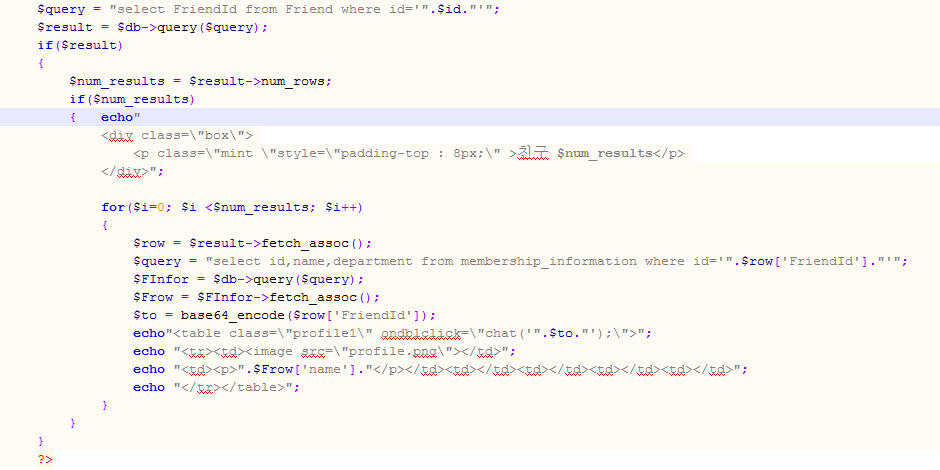 $query = "select FriendId from Friend where id='".$id."'";
$result = $db->query($query);
if($result)
{
$num_results = $result->num_rows;
if($num_results)
{ echo"
<div class=\"box\">
<p class=\"mint \"style=\"padding-top : 8px;\" >친구 $num_results</p>
</div>";
for($i=0; $i <$num_results; $i++)
{
$row = $result->fetch_assoc();
$query = "select id,name,department from membership_information where id='".$row['FriendId']."'";
$FInfor = $db->query($query);
$Frow = $FInfor->fetch_assoc();
$to = base64_encode($row['FriendId']);
echo"<table class=\"profile1\" ondblclick=\"chat('".$to."');\">";
echo "<tr><td><image src=\"profile.png\"></td>";
echo "<td><p>".$Frow['name']."</p></td><td></td><td></td><td></td><td></td>";
echo "</tr></table>";
}
}
}
?>